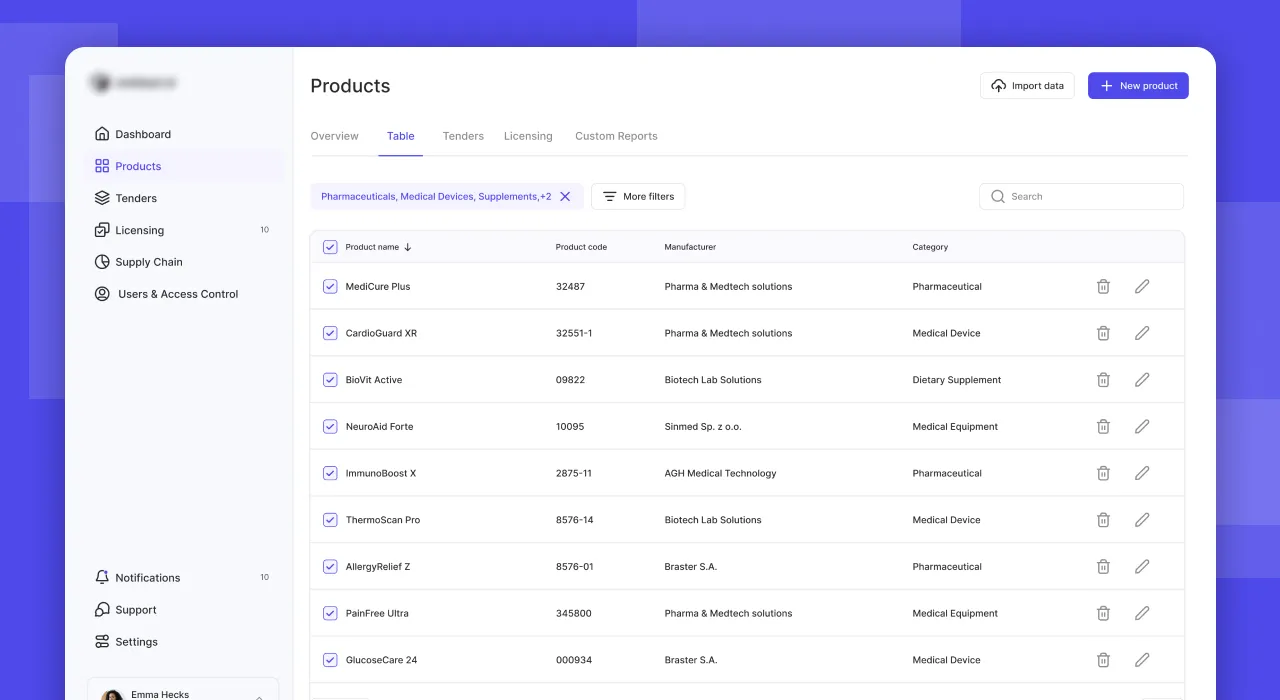 Dashboard
Products
Tenders
Licensing 10
Supply Chain
Users & Access Control
Notifications 10
Support
Settings
Emma Hecks
Products
Import data
New product
Overview Table Tenders Licensing Custom Reports
Pharmaceuticals, Medical Devices, Supplements,+2
More filters
Search
Product name Product code Manufacturer Category
MediCure Plus 32487 Pharma & Medtech solutions Pharmaceutical
CardioGuard XR 32551-1 Pharma & Medtech solutions Medical Device
BioVit Active 09822 Biotech Lab Solutions Dietary Supplement
NeuroAid Forte 10095 Sinmed Sp. z o.o. Medical Equipment
ImmunoBoost X 2875-11 AGH Medical Technology Pharmaceutical
ThermoScan Pro 8576-14 Biotech Lab Solutions Medical Device
AllergyRelief Z 8576-01 Braster S.A. Pharmaceutical
PainFree Ultra 345800 Pharma & Medtech solutions Medical Equipment
GlucoseCare 24 000934 Braster S.A. Medical Device